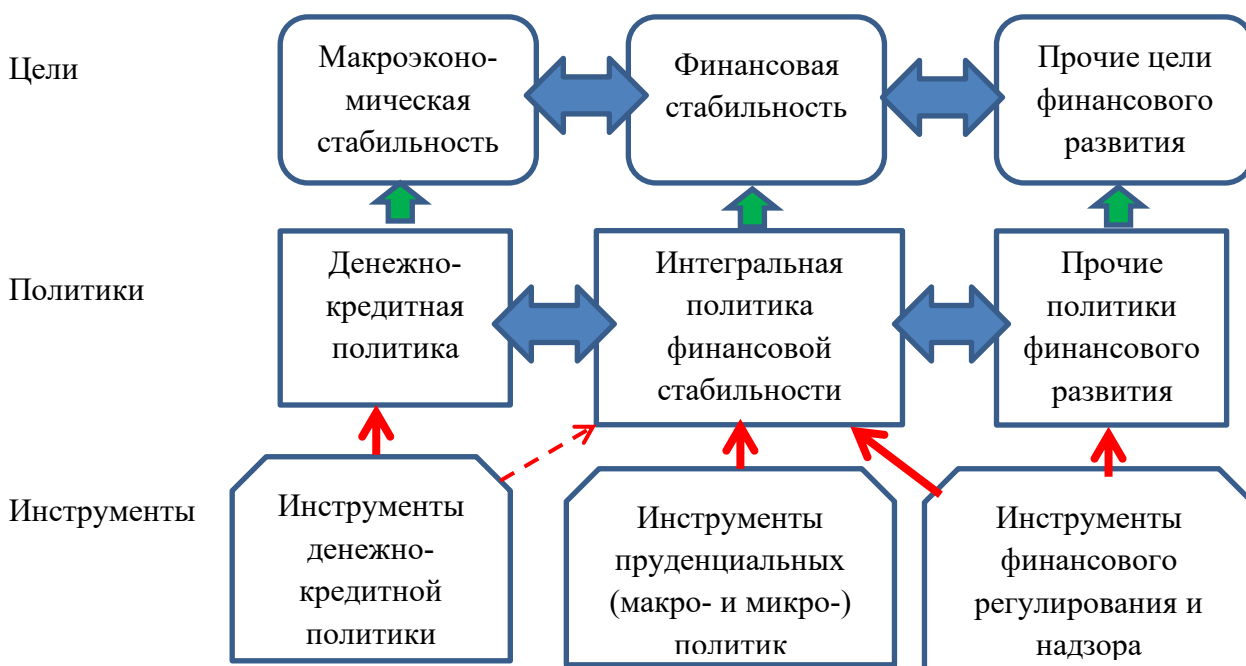 Цели
Макроэконо-
мическая
стабильность
Финансовая
стабильность
Прочие цели
финансового
развития
Политики
Денежно-
кредитная
политика
Интегральная
политика
финансовой
стабильности
Прочие
политики
финансового
развития
Инструменты
Инструменты
денежно-
кредитной
политики
Инструменты
пруденциальных
(макро- и микро-)
политик
Инструменты
финансового
регулирования и
надзора